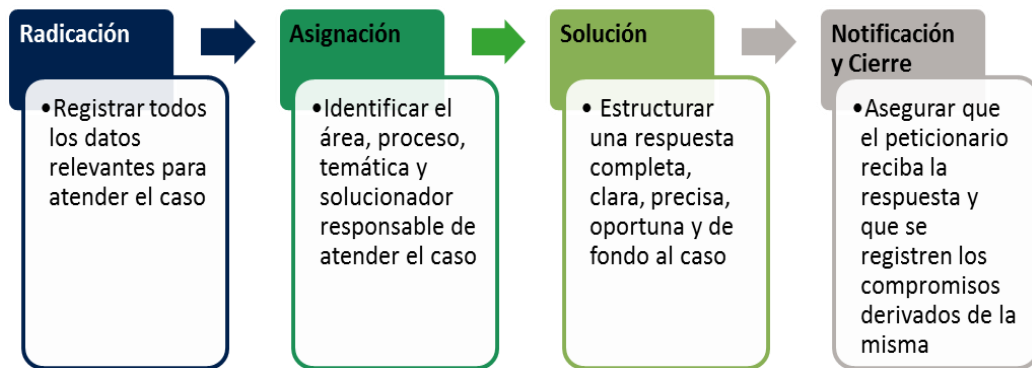 Radicación
•Registrar todos
los datos
relevantes para
atender el caso
Asignación
•Identificar el
área, proceso,
temática y
solucionador
responsable de
atender el caso
Solución
• Estructurar
una respuesta
completa,
clara, precisa,
oportuna y de
fondo al caso
Notificación
y Cierre
•Asegurar que
el peticionario
reciba la
respuesta y
que se
registren los
compromisos
derivados de la
misma